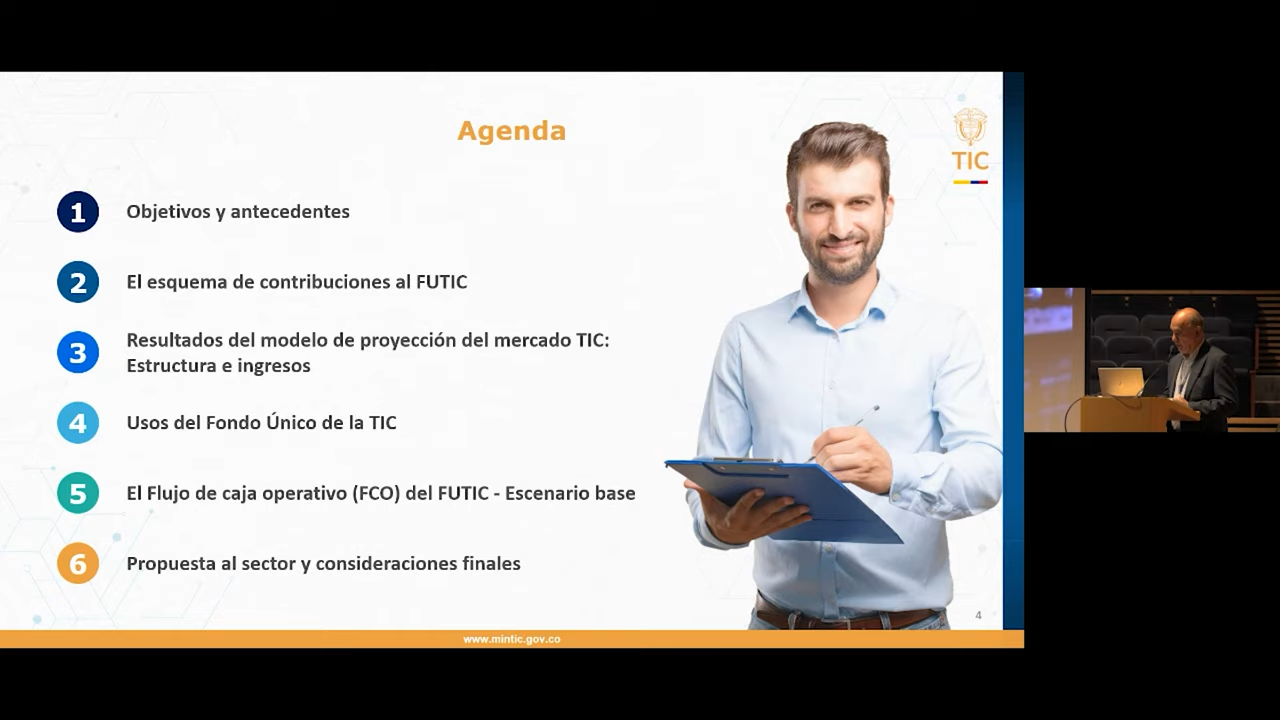 Agenda
TIC
1 Objetivos y antecedentes
2 El esquema de contribuciones al FUTIC
3 Resultados del modelo de proyección del mercado TIC:
Estructura e ingresos
4 Usos del Fondo Único de la TIC
5 El Flujo de caja operativo (FCO) del FUTIC - Escenario base
6 Propuesta al sector y consideraciones finales
4
www.mintic.gov.co